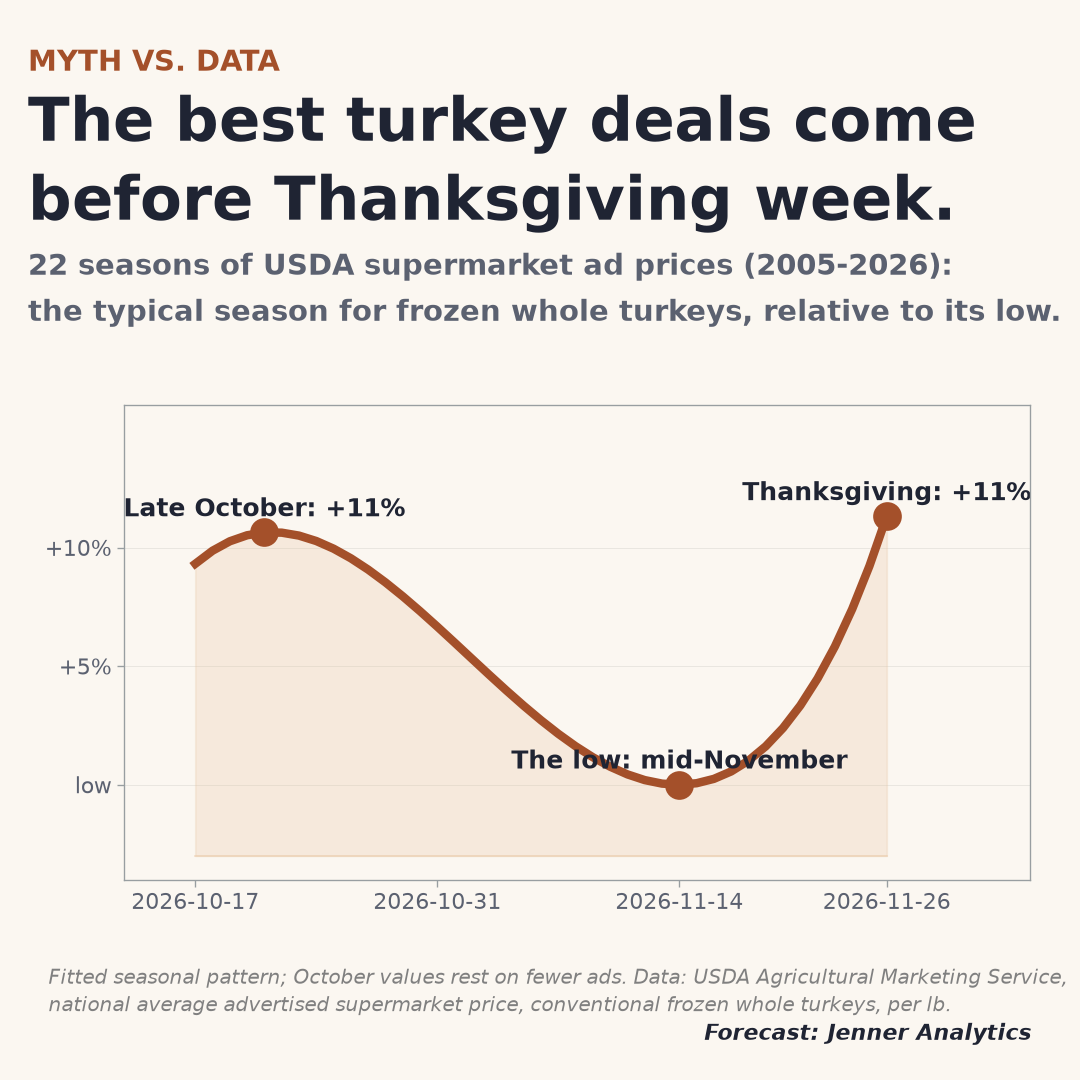 MYTH VS. DATA
The best turkey deals come
before Thanksgiving week.
22 seasons of USDA supermarket ad prices (2005-2026):
the typical season for frozen whole turkeys, relative to its low.
Late October: +11%
Thanksgiving: +11%
+10%
+5%
The low: mid-November
low
2026-10-17
2026-10-31
2026-11-14
2026-11-26
Fitted seasonal pattern; October values rest on fewer ads. Data: USDA Agricultural Marketing Service,
national average advertised supermarket price, conventional frozen whole turkeys, per lb.
Forecast: Jenner Analytics